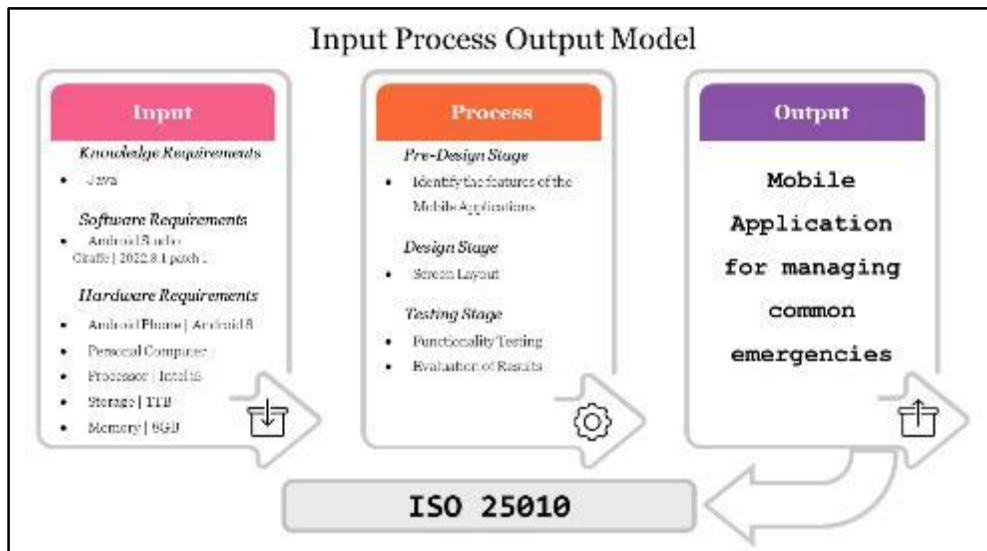 Input Process Output Model
Input
Knowledge Requirements
Java
Software Requirements
Android Studio
Giraffe | 2022.3.1 patch 1
Hardware Requirements
Android Phone | Android 8
Personal Computer
Processor | Intel i5
Storage | 1TB
Memory | 8GB
Process
Pre-Design Stage
Identify the features of the
Mobile Applications
Design Stage
Screen Layout
Testing Stage
Functionality Testing
Evaluation of Results
Output
Mobile
Application
for managing
common
emergencies
ISO 25010